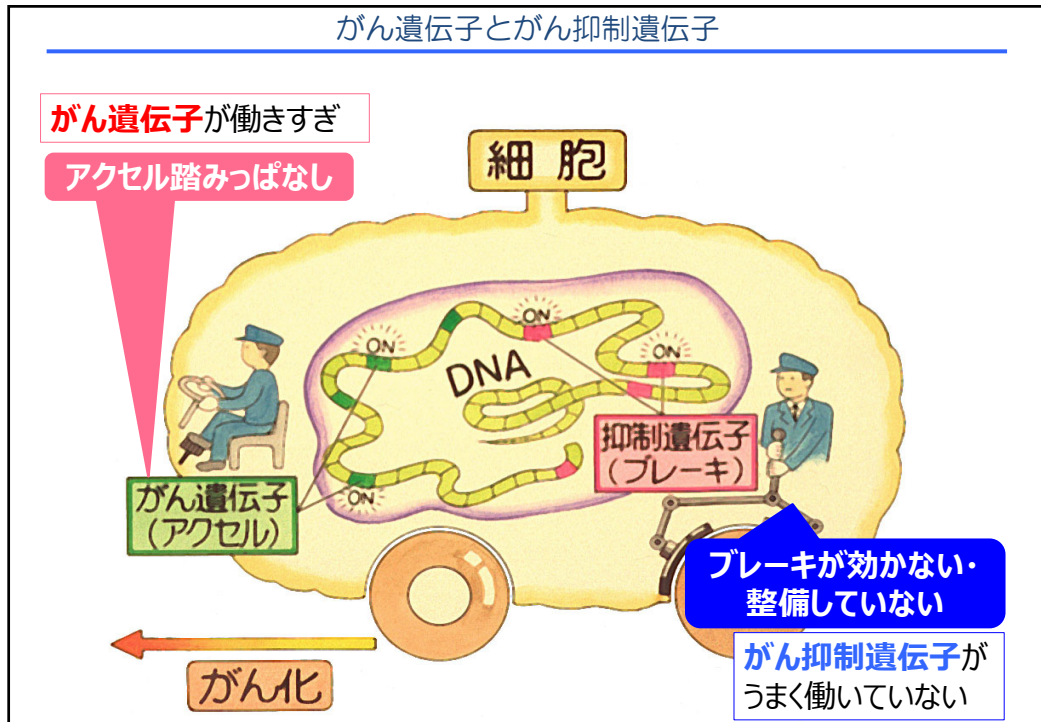 がん遺伝子とがん抑制遺伝子
がん遺伝子が働きすぎ
アクセル踏みっぱなし
細胞
ON
ON
ON
DNA
抑制遺伝子
(ブレーキ)
がん遺伝子
(アクセル)
ON
ブレーキが効かない・
整備していない
がん抑制遺伝子が
うまく働いていない
がん化